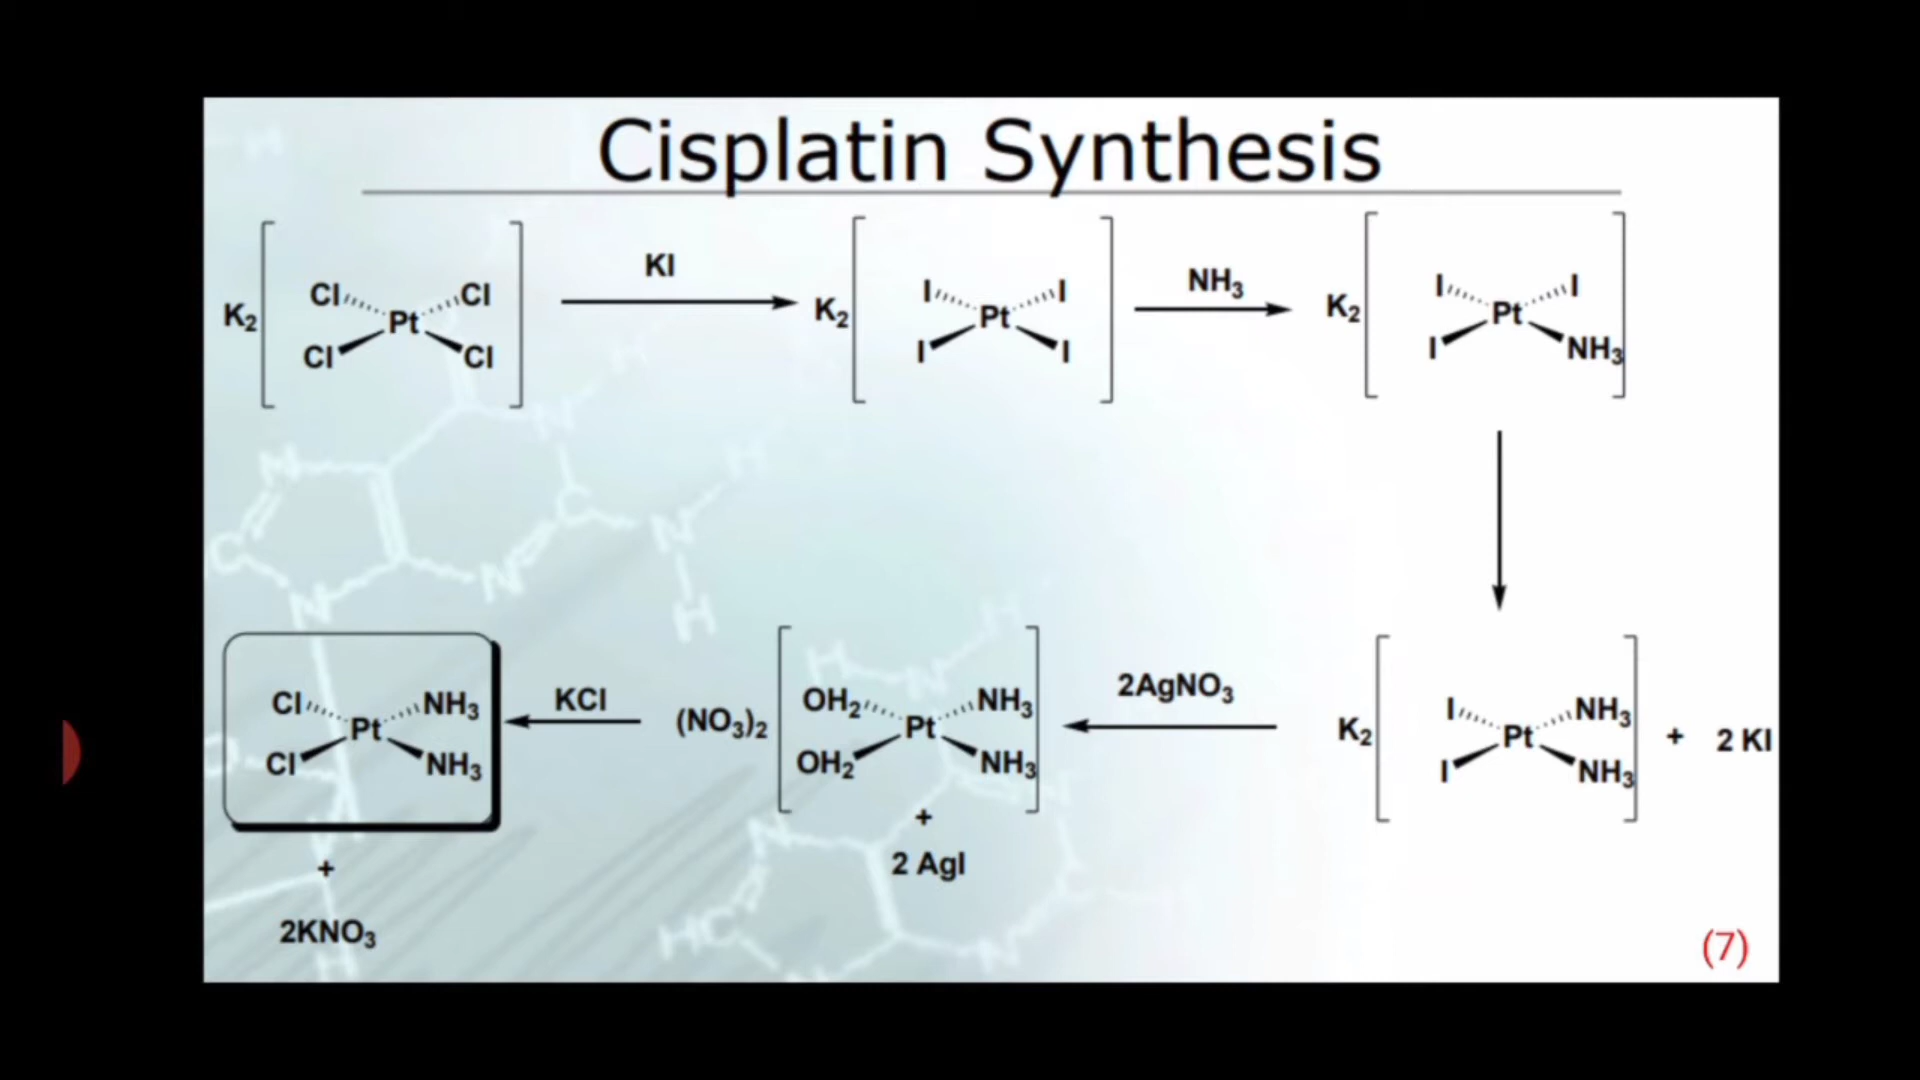 Cisplatin Synthesis
K2 [ Cl Cl Pt Cl Cl ]
KI
K2 [ I I Pt I I ]
NH3
K2 [ I I Pt I NH3 ]
K2 [ I NH3 Pt I NH3 ] + 2 KI
2AgNO3
(NO3)2 [ OH2 NH3 Pt OH2 NH3 ]
+
2 AgI
KCl
Cl NH3 Pt Cl NH3
+
2KNO3
(7)
N
N
C
N
N
C
N
H
H
H
H
N
H
H
N
N
HC
N
H